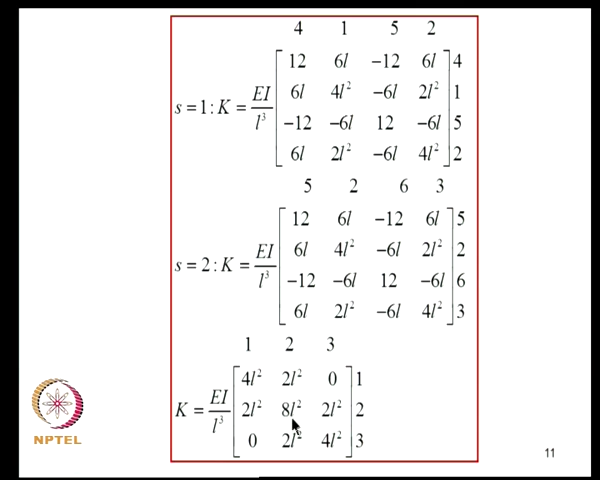 4 1 5 2
12 6l −12 6l 4
6l 4l² −6l 2l² 1
s = 1 : K = EI/l³
−12 −6l 12 −6l 5
6l 2l² −6l 4l² 2
5 2 6 3
12 6l −12 6l 5
6l 4l² −6l 2l² 2
s = 2 : K = EI/l³
−12 −6l 12 −6l 6
6l 2l² −6l 4l² 3
1 2 3
4l² 2l² 0 1
K = EI/l³ 2l² 8l² 2l² 2
0 2l² 4l² 3
NPTEL
11